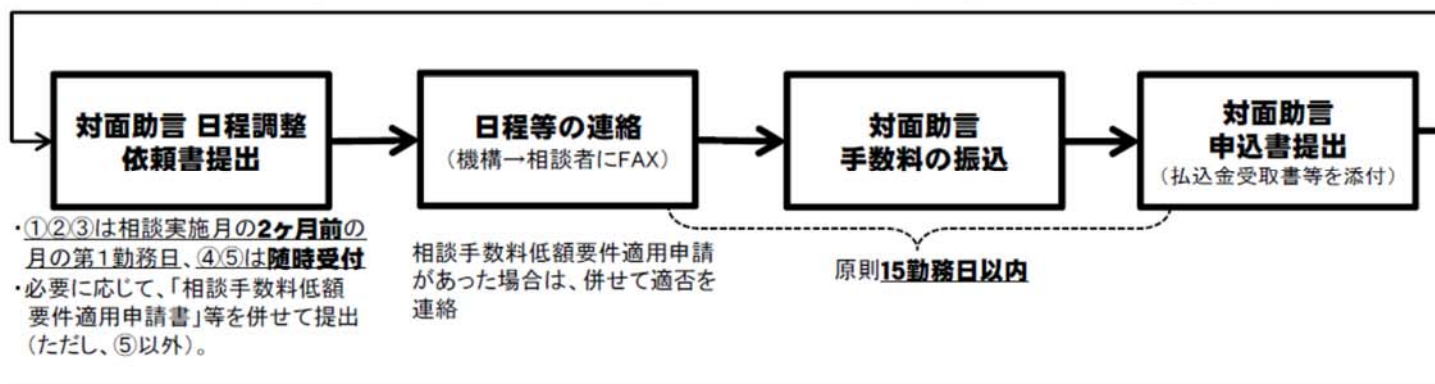 対面助言 日程調整
依頼書提出
日程等の連絡
(機構→相談者にFAX)
対面助言
手数料の振込
対面助言
申込書提出
(払込金受取書等を添付)
・①②③は相談実施月の2ヶ月前の
月の第1勤務日、④⑤は随時受付
・必要に応じて、「相談手数料低額
要件適用申請書」等を併せて提出
(ただし、⑤以外)。
相談手数料低額要件適用申請
があった場合は、併せて適否を
連絡
原則15勤務日以内